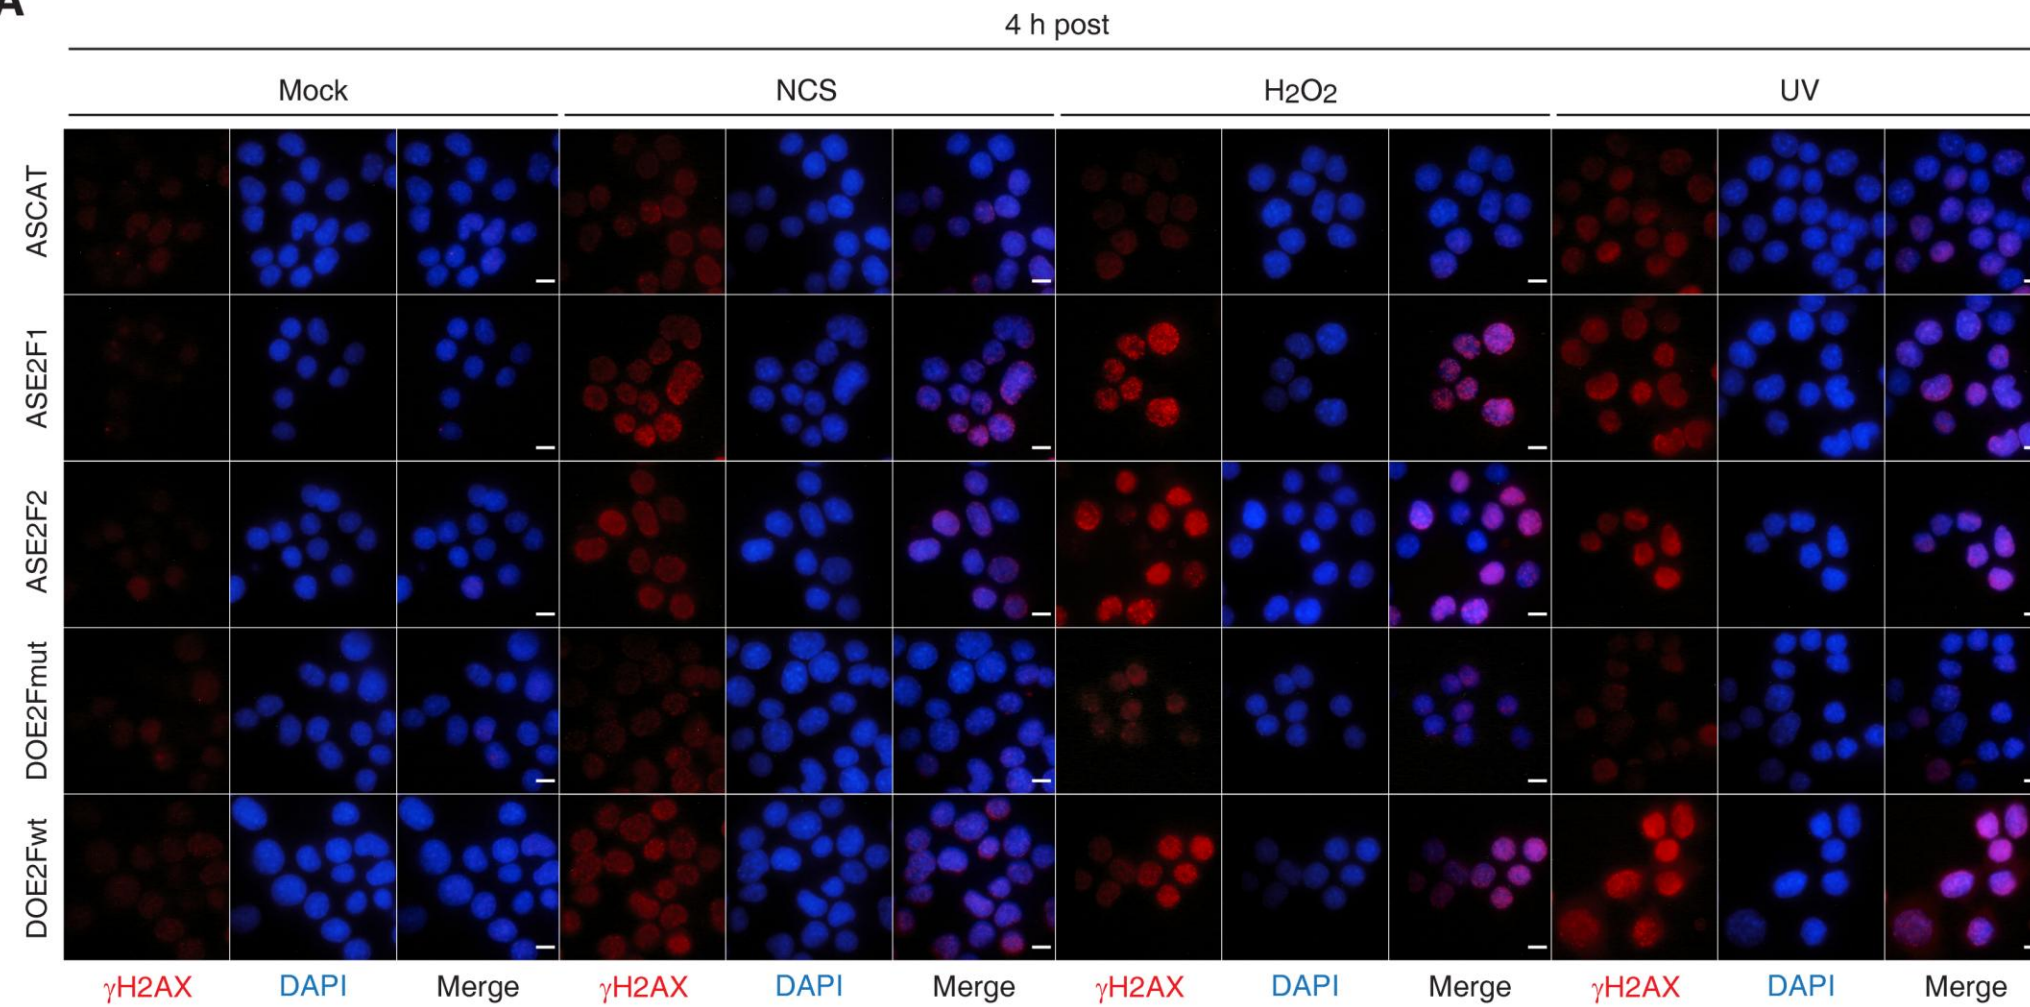 A
4 h post
Mock NCS H2O2 UV
ASCAT
ASE2F1
ASE2F2
DOE2Fmut
DOE2Fwt
γH2AX DAPI Merge γH2AX DAPI Merge γH2AX DAPI Merge γH2AX DAPI Merge